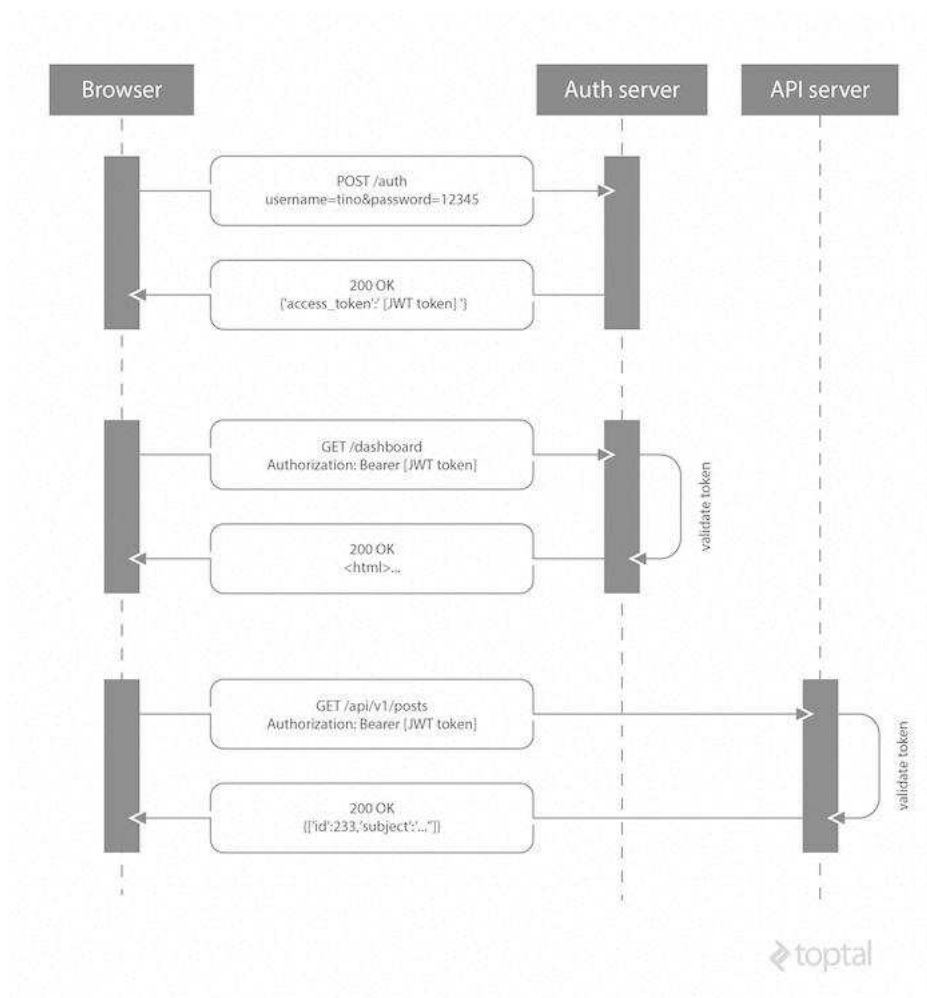 Browser
Auth server
API server
POST /auth
username=tino&password=12345
200 OK
{'access_token':' [JWT token] '}
GET /dashboard
Authorization: Bearer [JWT token]
validate token
200 OK
<html>...
GET /api/v1/posts
Authorization: Bearer [JWT token]
validate token
200 OK
{['id':233,'subject':'..."]}
toptal